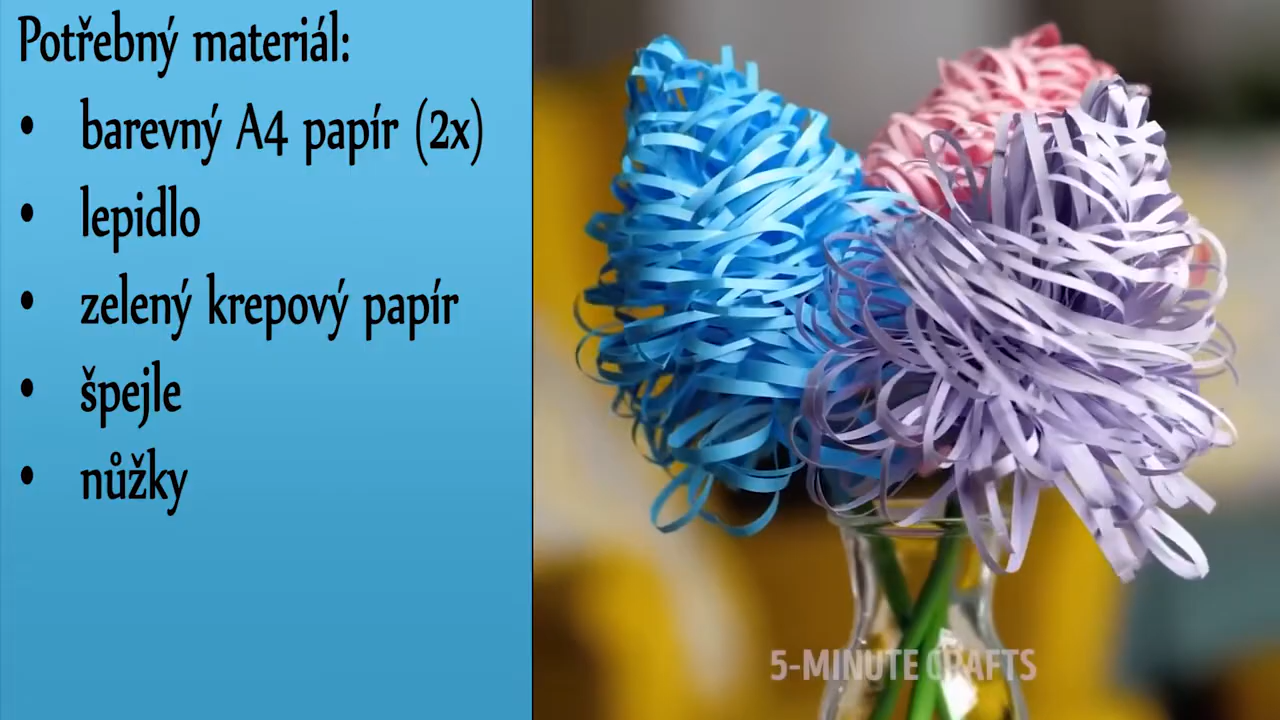 Potřebný materiál:
• barevný A4 papír (2x)
• lepidlo
• zelený krepový papír
• špejle
• nůžky
5-MINUTE CRAFTS